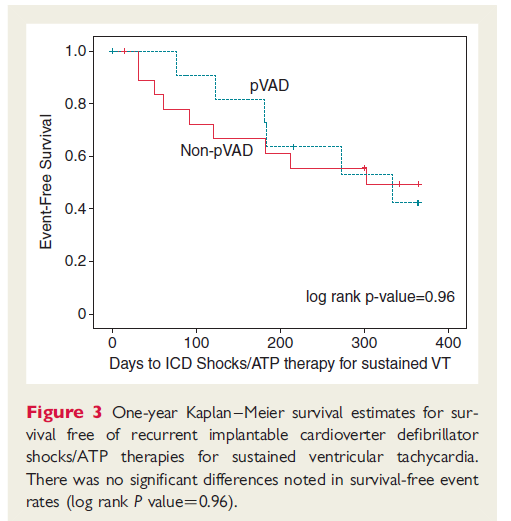 1.0
0.8
0.6
0.4
0.2
0
Event-Free Survival
pVAD
Non-pVAD
log rank p-value=0.96
0 100 200 300 400
Days to ICD Shocks/ATP therapy for sustained VT
Figure 3 One-year Kaplan–Meier survival estimates for sur-
vival free of recurrent implantable cardioverter defibrillator
shocks/ATP therapies for sustained ventricular tachycardia.
There was no significant differences noted in survival-free event
rates (log rank P value=0.96).